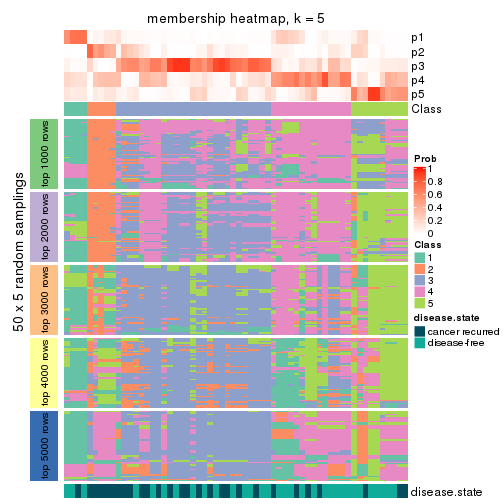 membership heatmap, k = 5
p1
p2
p3
p4
p5
Class
50 x 5 random samplings
top 1000 rows
top 2000 rows
top 3000 rows
top 4000 rows
top 5000 rows
disease.state
Prob
1
0.8
0.6
0.4
0.2
0
Class
1
2
3
4
5
disease.state
cancer recurred
disease-free